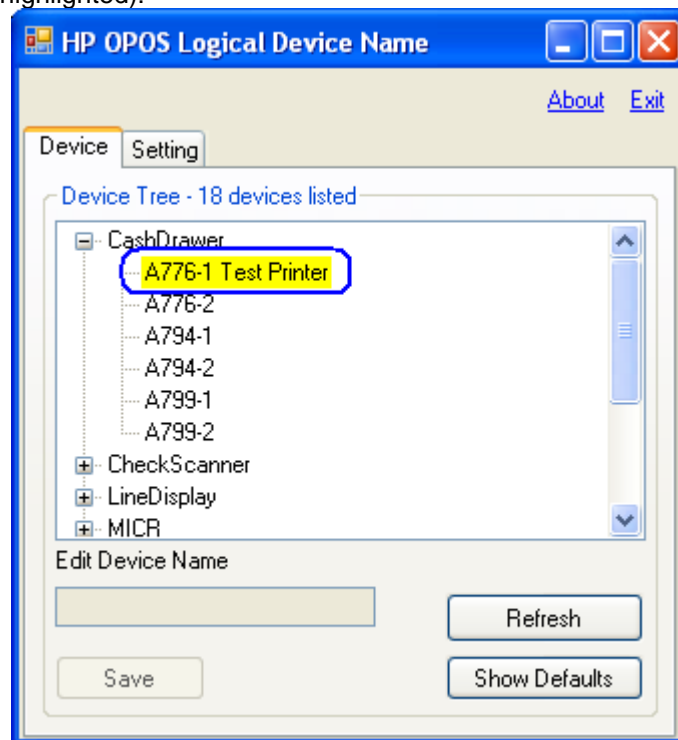 highlighted).
HP OPOS Logical Device Name
About Exit
Device Setting
Device Tree - 18 devices listed
CashDrawer
A776-1 Test Printer
A776-2
A794-1
A794-2
A799-1
A799-2
CheckScanner
LineDisplay
MICR
Edit Device Name
Refresh
Save Show Defaults